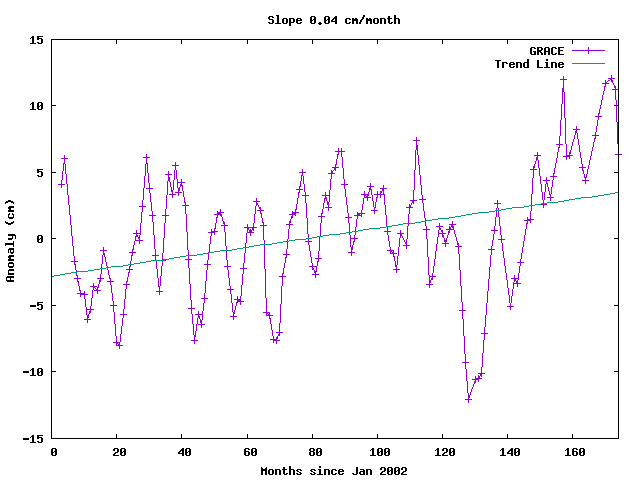 Slope 0.04 cm/month
15
10
5
0
-5
-10
-15
Anomaly (cm)
GRACE
Trend Line
0 20 40 60 80 100 120 140 160
Months since Jan 2002